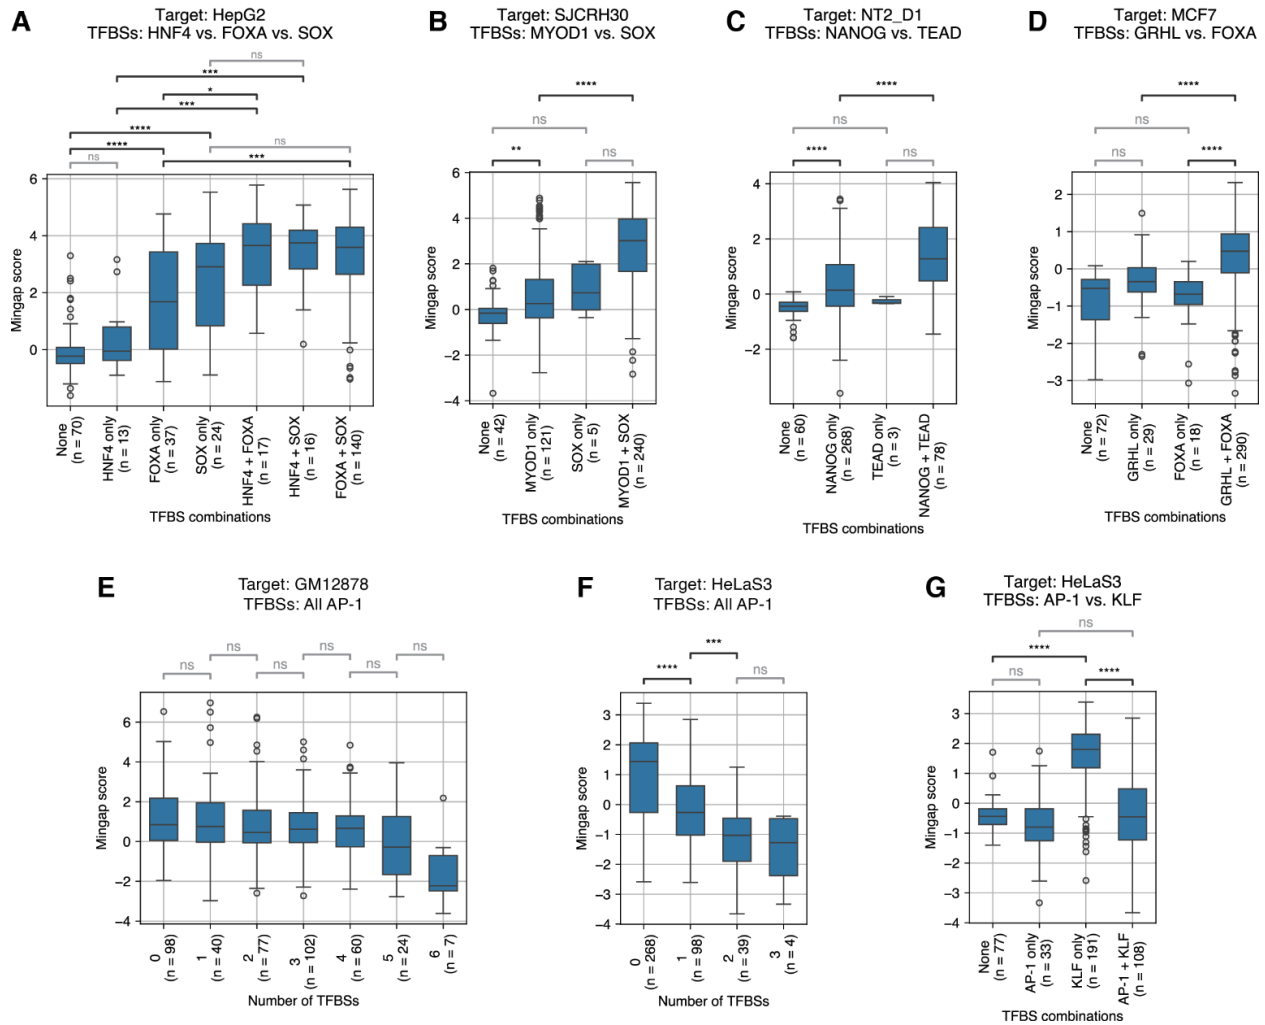 A
Target: HepG2
TFBSs: HNF4 vs. FOXA vs. SOX
ns
***
*
***
****
****
ns
ns
***
Mingap score
6
4
2
0
None
(n = 70)
HNF4 only
(n = 13)
FOXA only
(n = 37)
SOX only
(n = 24)
HNF4 + FOXA
(n = 17)
HNF4 + SOX
(n = 16)
FOXA + SOX
(n = 140)
TFBS combinations
B
Target: SJCRH30
TFBSs: MYOD1 vs. SOX
****
ns
**
ns
Mingap score
6
4
2
0
−2
−4
None
(n = 42)
MYOD1 only
(n = 121)
SOX only
(n = 5)
MYOD1 + SOX
(n = 240)
TFBS combinations
C
Target: NT2_D1
TFBSs: NANOG vs. TEAD
****
ns
****
ns
Mingap score
4
2
0
−2
None
(n = 60)
NANOG only
(n = 268)
TEAD only
(n = 3)
NANOG + TEAD
(n = 78)
TFBS combinations
D
Target: MCF7
TFBSs: GRHL vs. FOXA
****
ns
ns
****
Mingap score
2
1
0
−1
−2
−3
None
(n = 72)
GRHL only
(n = 29)
FOXA only
(n = 18)
GRHL + FOXA
(n = 290)
TFBS combinations
E
Target: GM12878
TFBSs: All AP-1
ns
ns
ns
ns
ns
ns
Mingap score
6
4
2
0
−2
−4
0
(n = 98)
1
(n = 40)
2
(n = 77)
3
(n = 102)
4
(n = 60)
5
(n = 24)
6
(n = 7)
Number of TFBSs
F
Target: HeLaS3
TFBSs: All AP-1
***
****
ns
Mingap score
3
2
1
0
−1
−2
−3
−4
0
(n = 268)
1
(n = 98)
2
(n = 39)
3
(n = 4)
Number of TFBSs
G
Target: HeLaS3
TFBSs: AP-1 vs. KLF
ns
****
ns
****
Mingap score
3
2
1
0
−1
−2
−3
−4
None
(n = 77)
AP-1 only
(n = 33)
KLF only
(n = 191)
AP-1 + KLF
(n = 108)
TFBS combinations